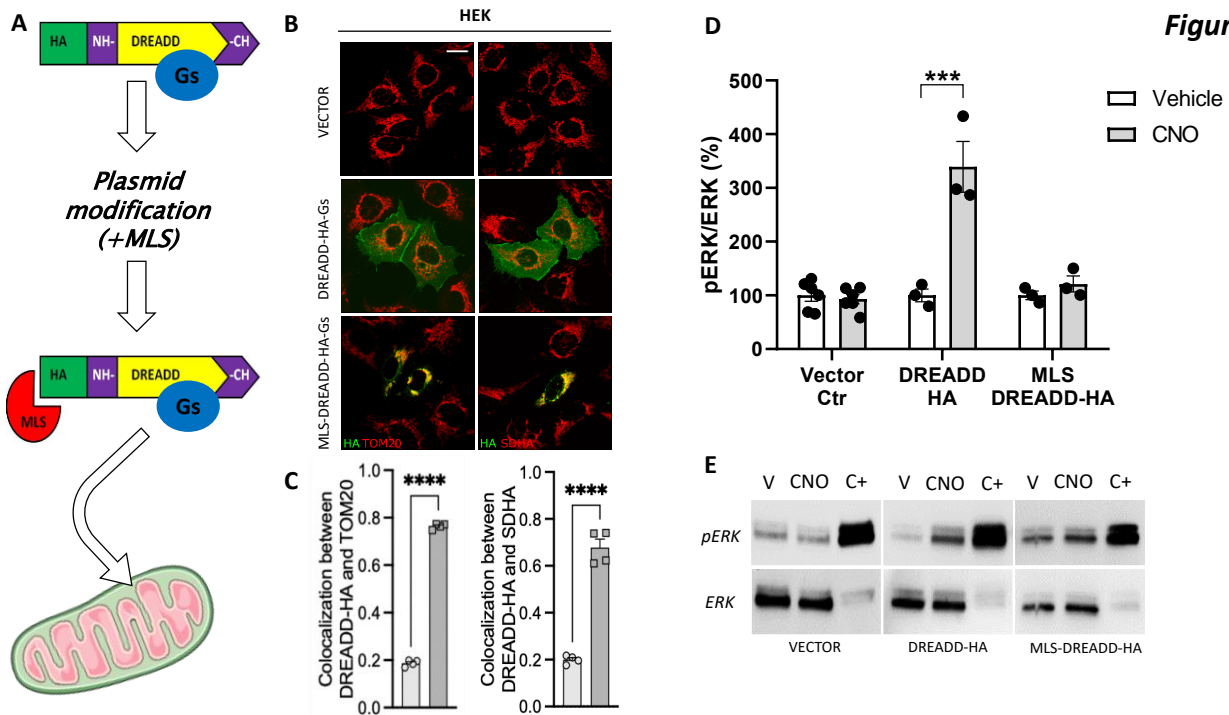 A
HA
NH-
DREADD
-CH
Gs
Plasmid
modification
(+MLS)
HA
NH-
DREADD
-CH
Gs
MLS
B
HEK
VECTOR
DREADD-HA-Gs
MLS-DREADD-HA-Gs
HA TOM20
HA SDHA
C
Colocalization between
DREADD-HA and TOM20
1.0
0.8
0.6
0.4
0.2
0.0
****
Colocalization between
DREADD-HA and SDHA
1.0
0.8
0.6
0.4
0.2
0.0
****
D
Figur
pERK/ERK (%)
500
400
300
200
100
0
***
Vehicle
CNO
Vector
Ctr
DREADD
HA
MLS
DREADD-HA
E
V CNO C+ V CNO C+ V CNO C+
pERK
ERK
VECTOR
DREADD-HA
MLS-DREADD-HA